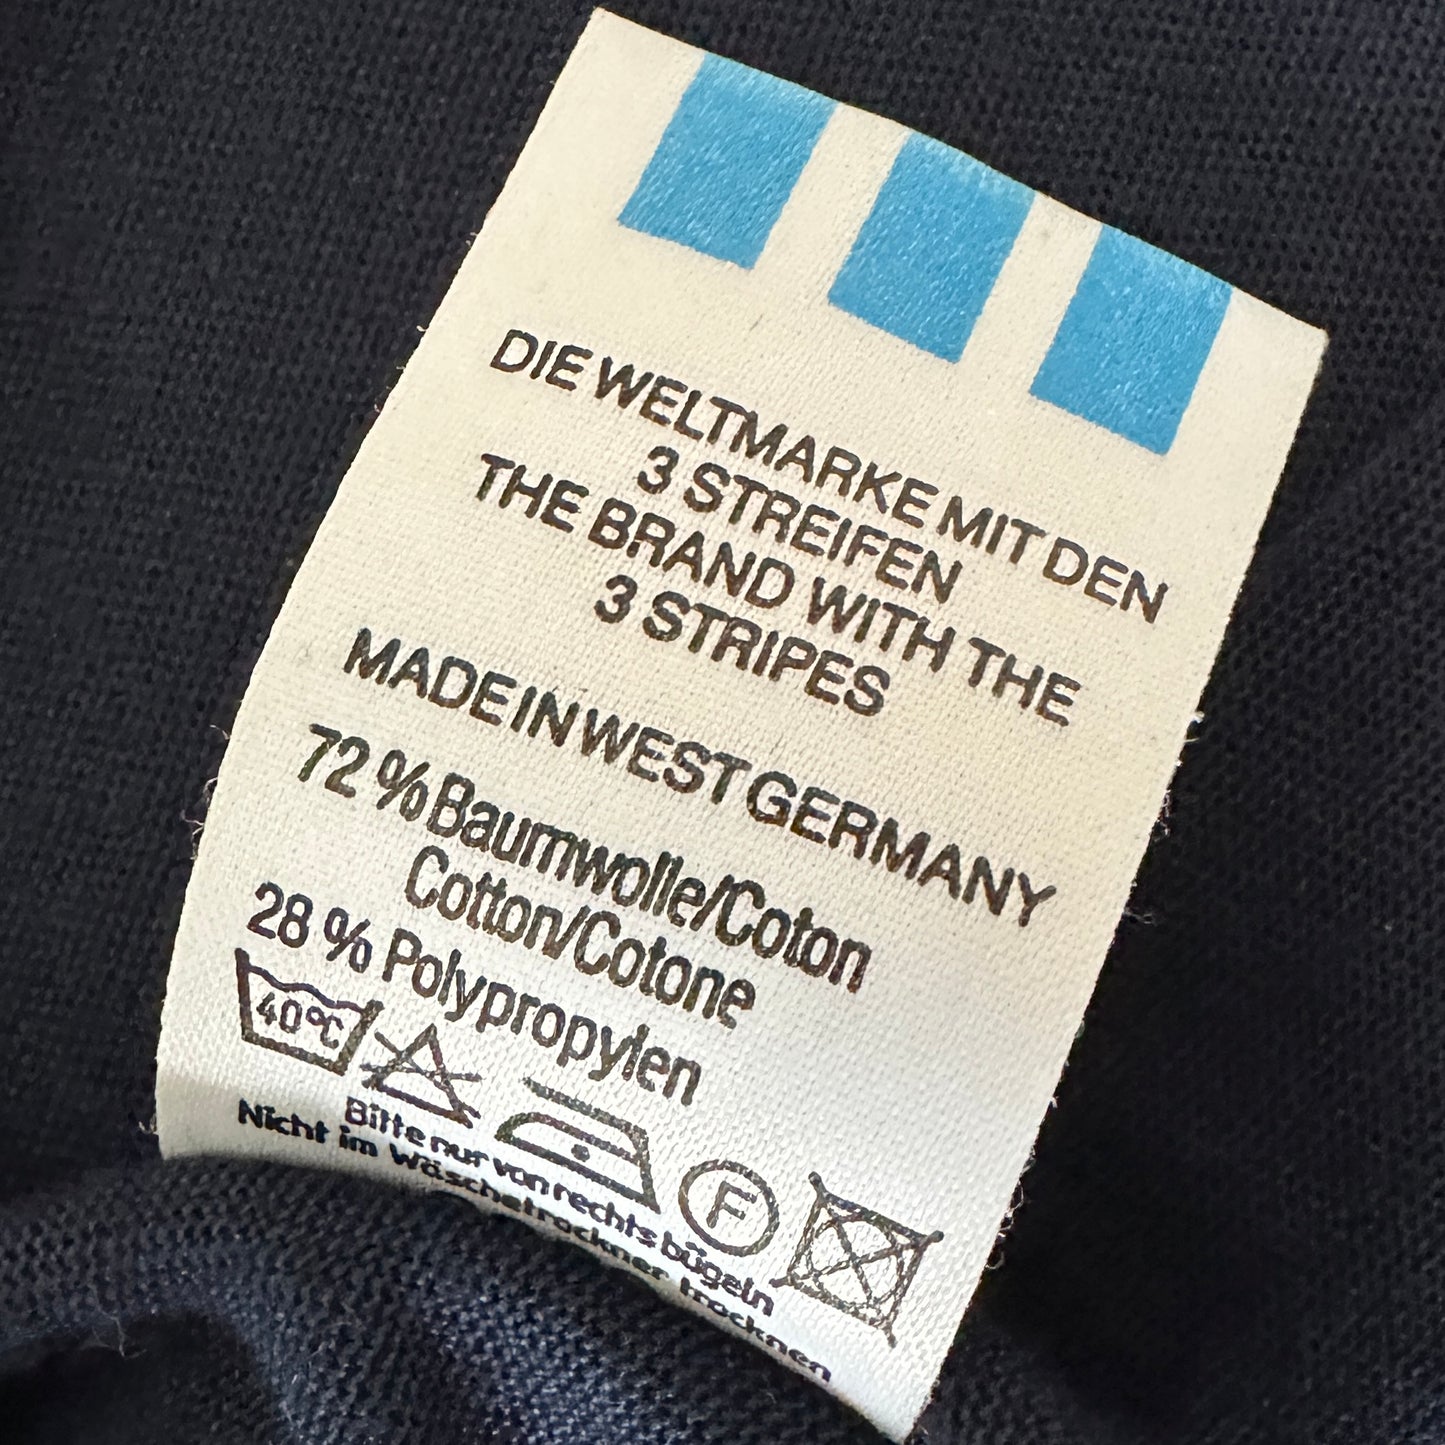 DIE WELTMARKE MIT DEN
3 STREIFEN
THE BRAND WITH THE
3 STRIPES
MADE IN WEST GERMANY
72 % Baumwolle/Coton
Cotton/Cotone
28 % Polypropylen
40°C
F
Bitte nur von rechts bügeln
Nicht im Wäschetrockner trocknen